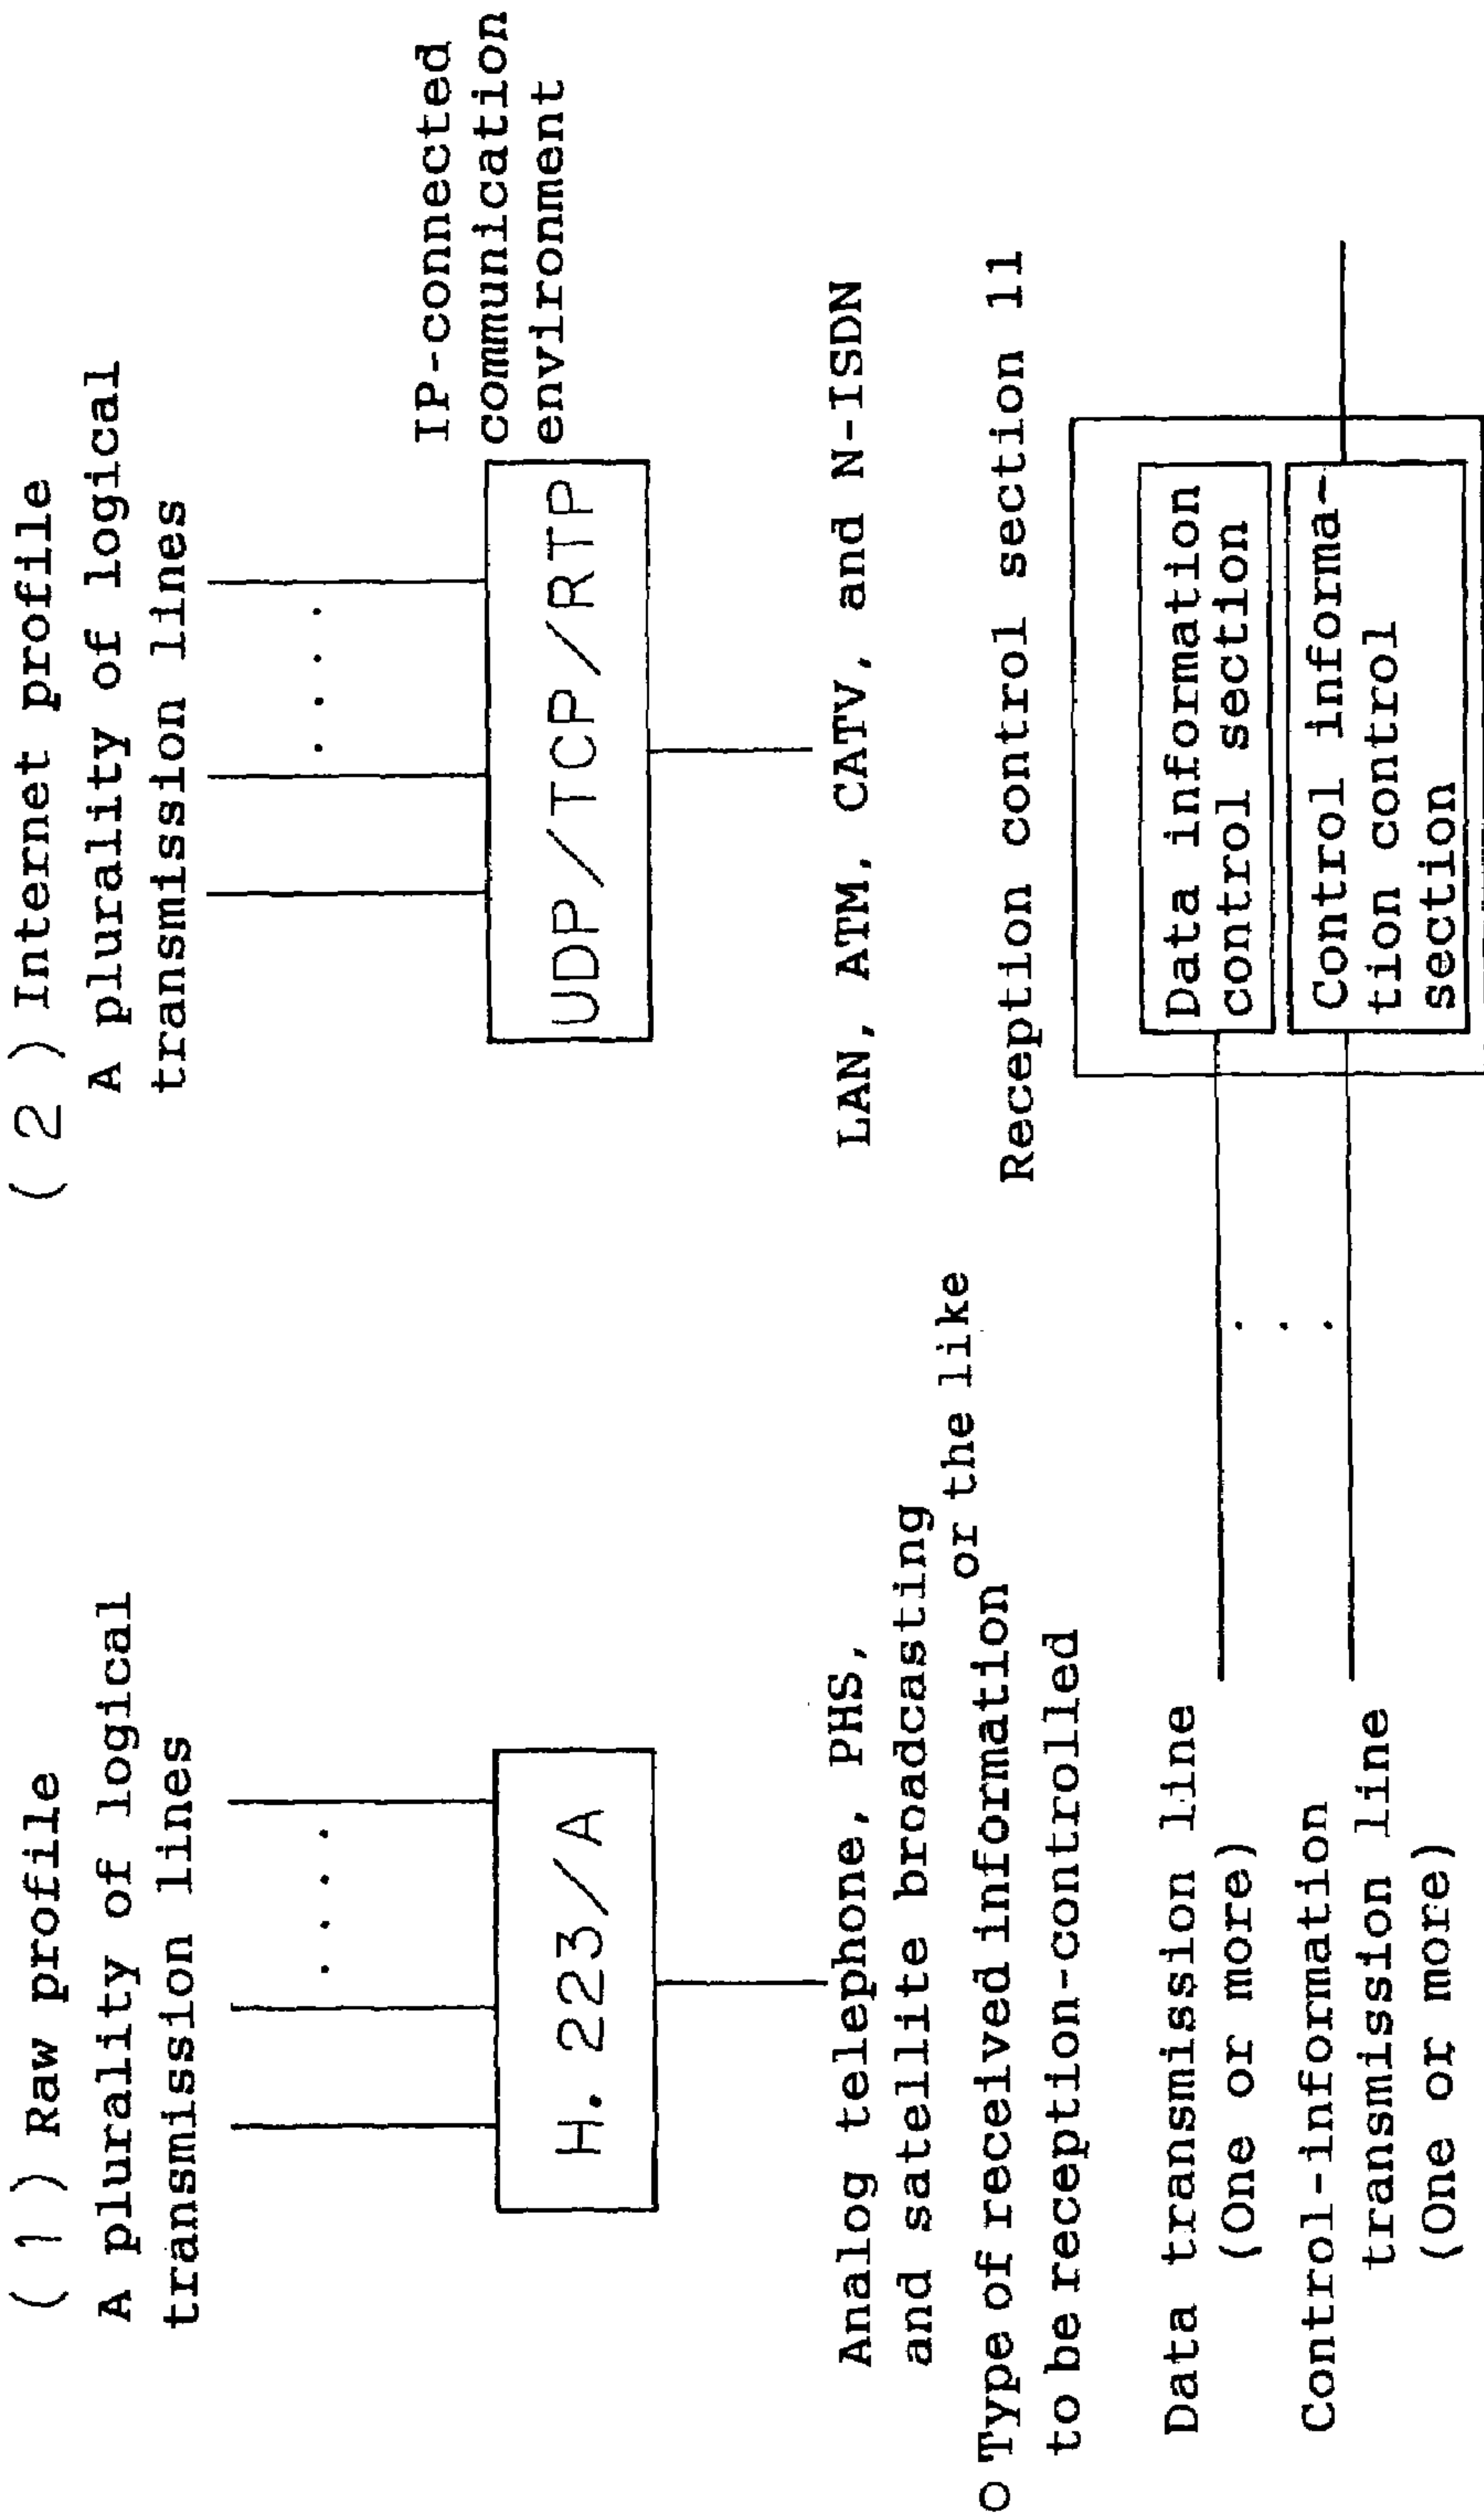 ( 1 ) Raw profile
A plurality of logical
transmission lines
H. 223/A
Analog telephone, PHS,
and satellite broadcasting
or the like
( 2 ) Internet profile
A plurality of logical
transmission lines
IP-connected
communication
environment
UDP/TCP/RTP
LAN, ATM, CATV, and N-ISDN
o Type of received information
to be reception-controlled
Reception control section 11
Data transmission line
(One or more)
Control-information
transmission line
(One or more)
Data information
control section
Control informa-
tion control
section